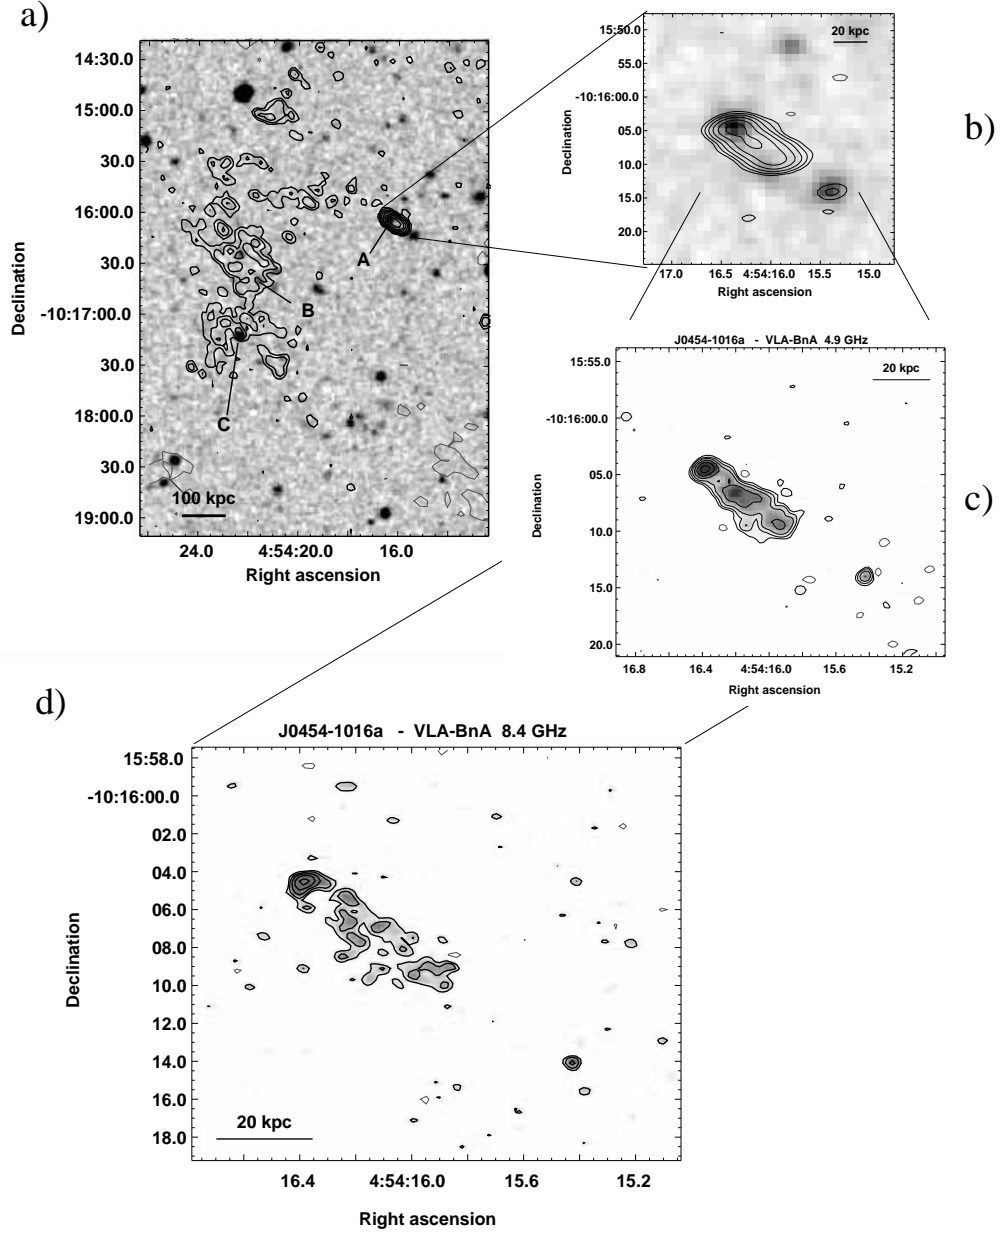 a)
14:30.0
15:00.0
30.0
16:00.0
30.0
-10:17:00.0
30.0
18:00.0
30.0
19:00.0
Declination
A
B
C
100 kpc
24.0 4:54:20.0 16.0
Right ascension
b)
15:50.0
55.0
-10:16:00.0
05.0
10.0
15.0
20.0
Declination
20 kpc
17.0 16.5 4:54:16.0 15.5 15.0
Right ascension
c)
J0454-1016a - VLA-BnA 4.9 GHz
15:55.0
-10:16:00.0
05.0
10.0
15.0
20.0
Declination
20 kpc
16.8 16.4 4:54:16.0 15.6 15.2
Right ascension
d)
J0454-1016a - VLA-BnA 8.4 GHz
15:58.0
-10:16:00.0
02.0
04.0
06.0
08.0
10.0
12.0
14.0
16.0
18.0
Declination
20 kpc
16.4 4:54:16.0 15.6 15.2
Right ascension